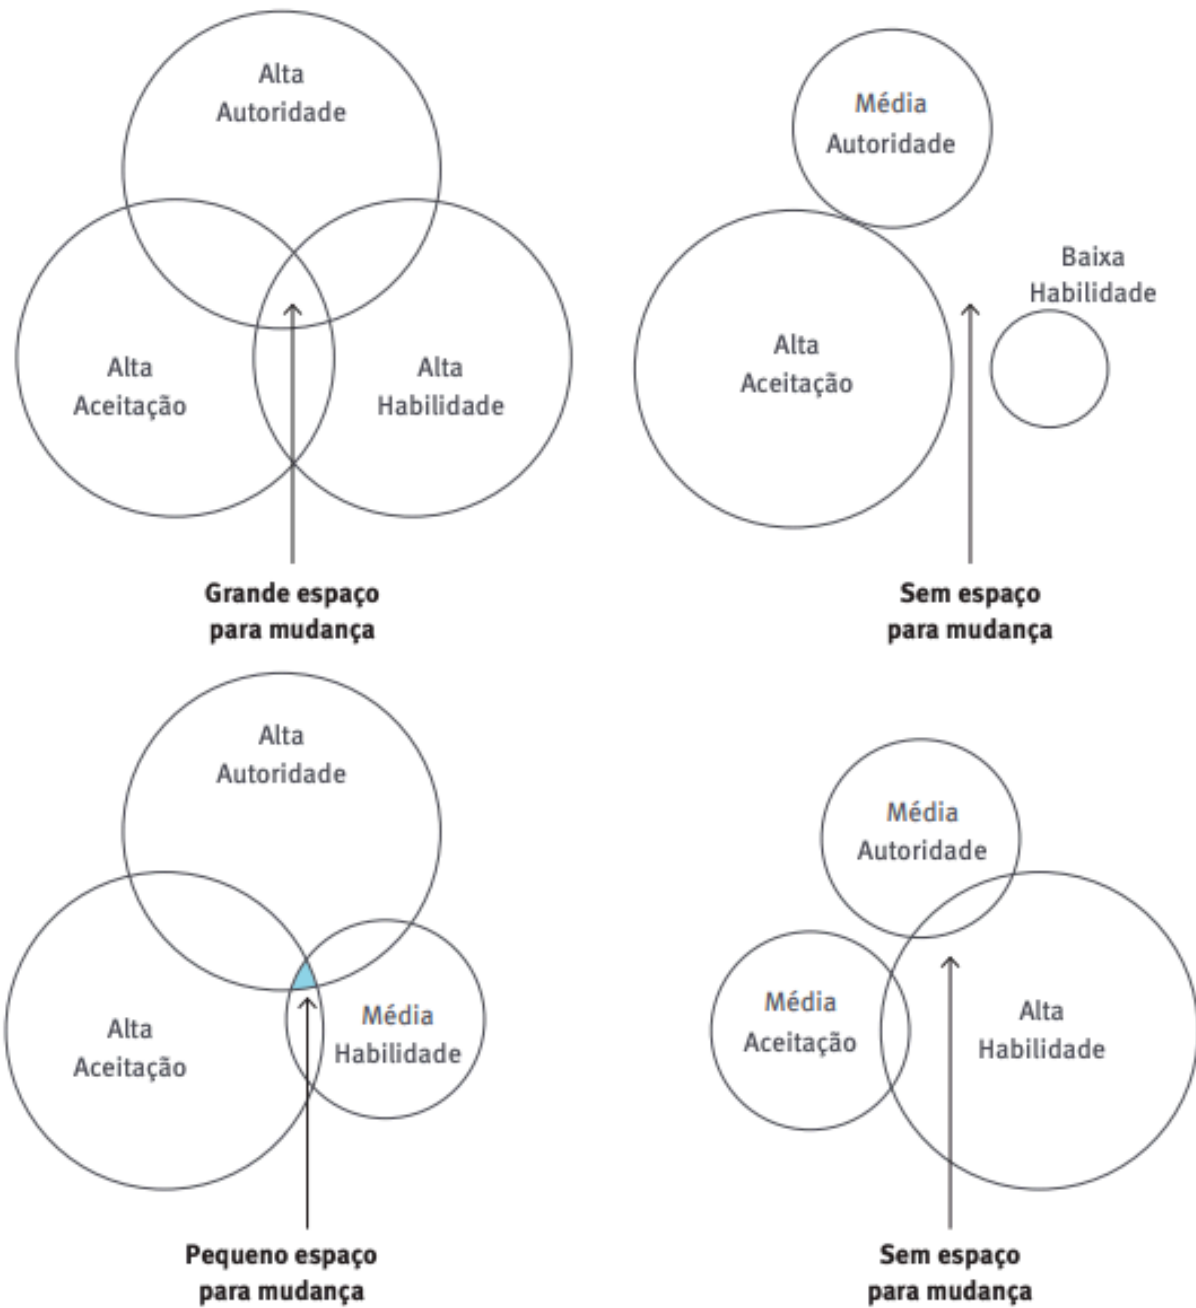 Alta
Autoridade
Alta
Aceitação
Alta
Habilidade
Grande espaço
para mudança
Média
Autoridade
Baixa
Habilidade
Alta
Aceitação
Sem espaço
para mudança
Alta
Autoridade
Alta
Aceitação
Média
Habilidade
Pequeno espaço
para mudança
Média
Autoridade
Média
Aceitação
Alta
Habilidade
Sem espaço
para mudança